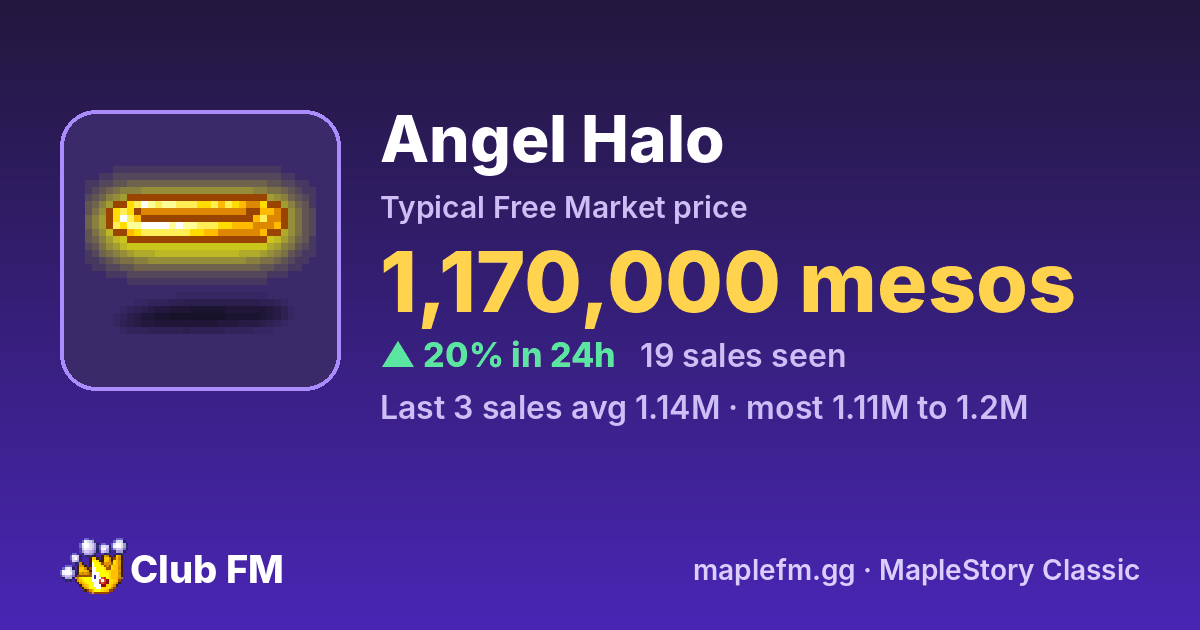 Angel Halo
Typical Free Market price
1,170,000 mesos
▲ 20% in 24h 19 sales seen
Last 3 sales avg 1.14M · most 1.11M to 1.2M
Club FM
maplefm.gg · MapleStory Classic